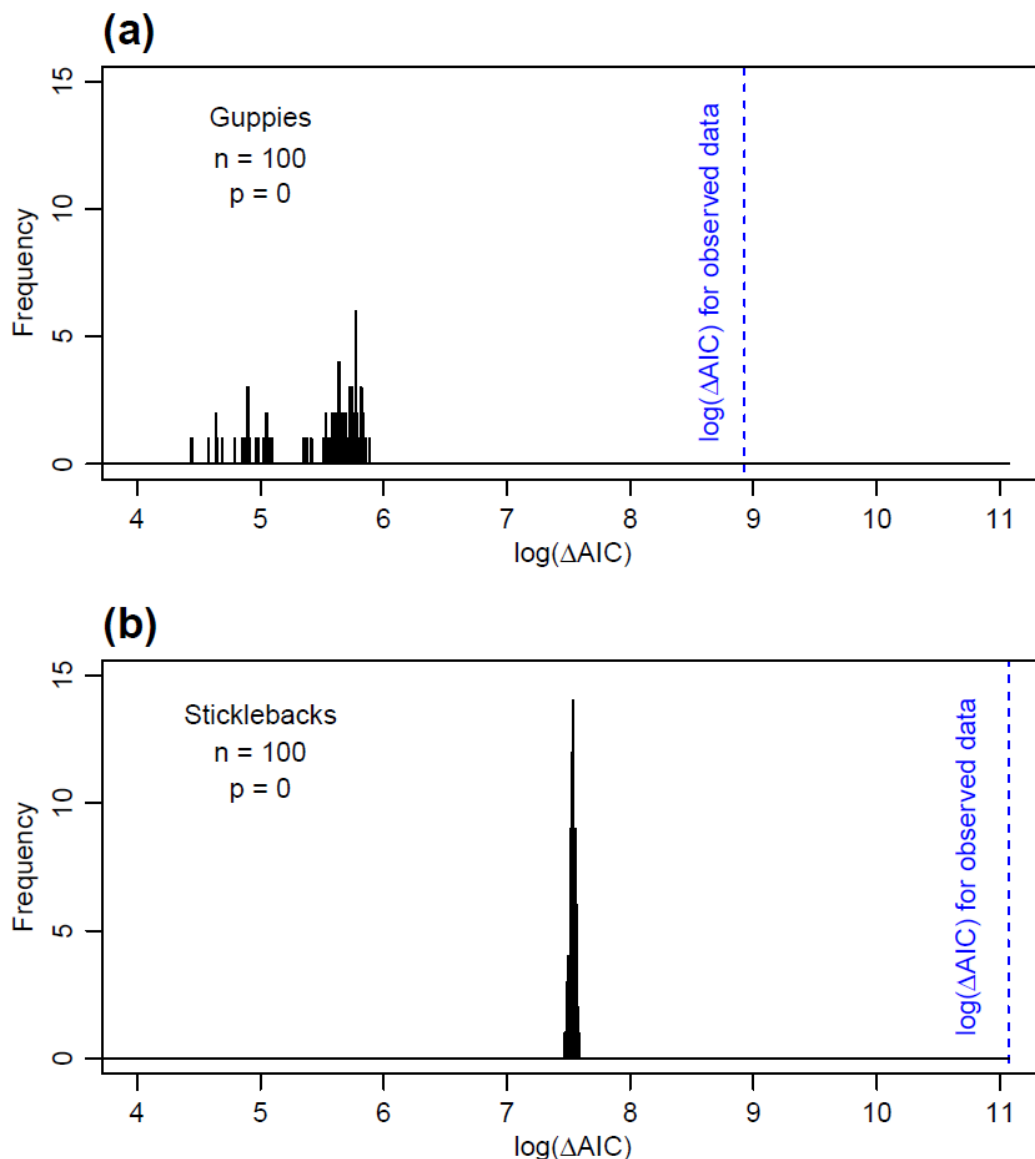 (a)
Guppies
n = 100
p = 0
log(ΔAIC) for observed data
Frequency
15
10
5
0
4 5 6 7 8 9 10 11
log(ΔAIC)
(b)
Sticklebacks
n = 100
p = 0
log(ΔAIC) for observed data
Frequency
15
10
5
0
4 5 6 7 8 9 10 11
log(ΔAIC)